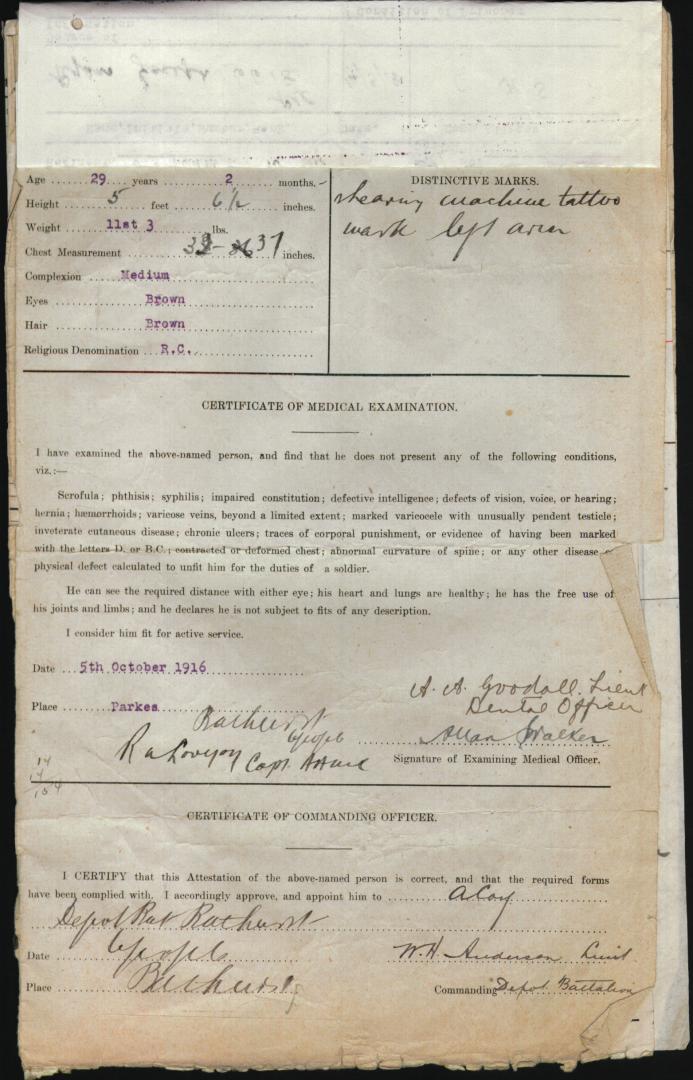 Age 29 years 2 months.
Height 5 feet 6½ inches.
Weight 11st 3 lbs.
Chest Measurement 37 inches.
Complexion Medium
Eyes Brown
Hair Brown
Religious Denomination R.C.
DISTINCTIVE MARKS.
shearing machine tattoo
mark left arm
CERTIFICATE OF MEDICAL EXAMINATION.
I have examined the above-named person, and find that he does not present any of the following conditions,
viz.:—
Scrofula; phthisis; syphilis; impaired constitution; defective intelligence; defects of vision, voice, or hearing;
hernia; hæmorrhoids; varicose veins, beyond a limited extent; marked varicocele with unusually pendent testicle;
inveterate cutaneous disease; chronic ulcers; traces of corporal punishment, or evidence of having been marked
with the letters D. or B.C.; contracted or deformed chest; abnormal curvature of spine; or any other disease or
physical defect calculated to unfit him for the duties of a soldier.
He can see the required distance with either eye; his heart and lungs are healthy; he has the free use of
his joints and limbs; and he declares he is not subject to fits of any description.
I consider him fit for active service.
Date 5th October 1916
A. A. Goodall. Lieut
Dental Officer
Place Parkes
Bathurst
Allan Walker
Capt
Signature of Examining Medical Officer.
CERTIFICATE OF COMMANDING OFFICER.
I CERTIFY that this Attestation of the above-named person is correct, and that the required forms
have been complied with. I accordingly approve, and appoint him to A Coy
Depot Bat Bathurst
Date W. H. Anderson Lieut
Place Bathurst
Commanding Depot Battalion